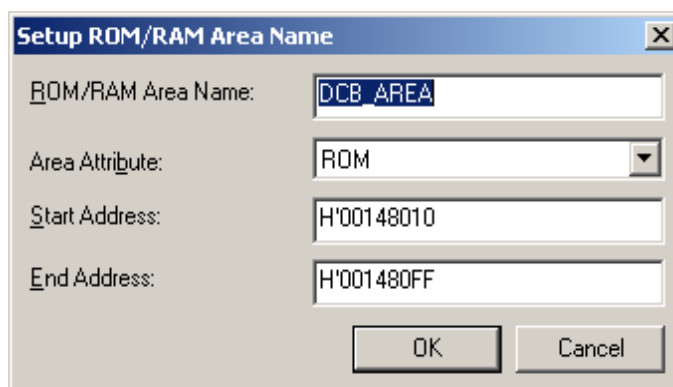 Setup ROM/RAM Area Name
ROM/RAM Area Name: DCB_AREA
Area Attribute: ROM
Start Address: H'00148010
End Address: H'001480FF
OK Cancel